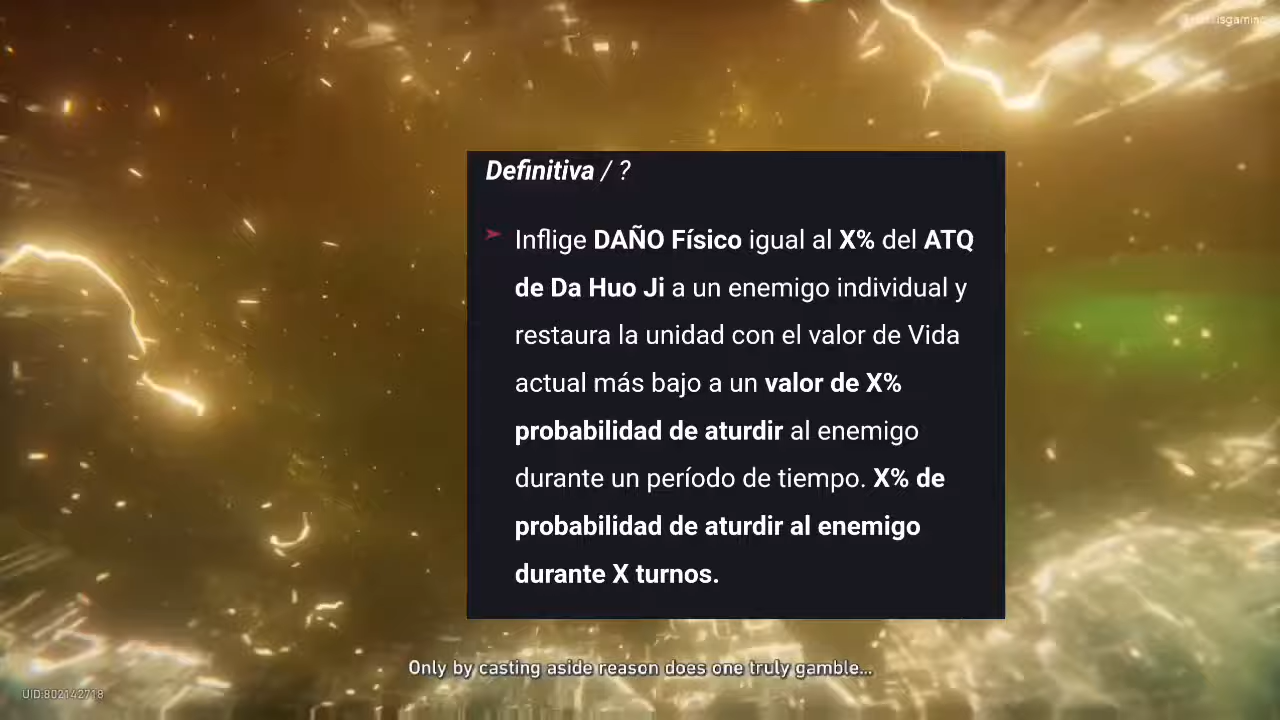 Definitiva / ?
➤ Inflige DAÑO Físico igual al X% del ATQ
de Da Huo Ji a un enemigo individual y
restaura la unidad con el valor de Vida
actual más bajo a un valor de X%
probabilidad de aturdir al enemigo
durante un período de tiempo. X% de
probabilidad de aturdir al enemigo
durante X turnos.
Only by casting aside reason does one truly gamble...
UID:802142718